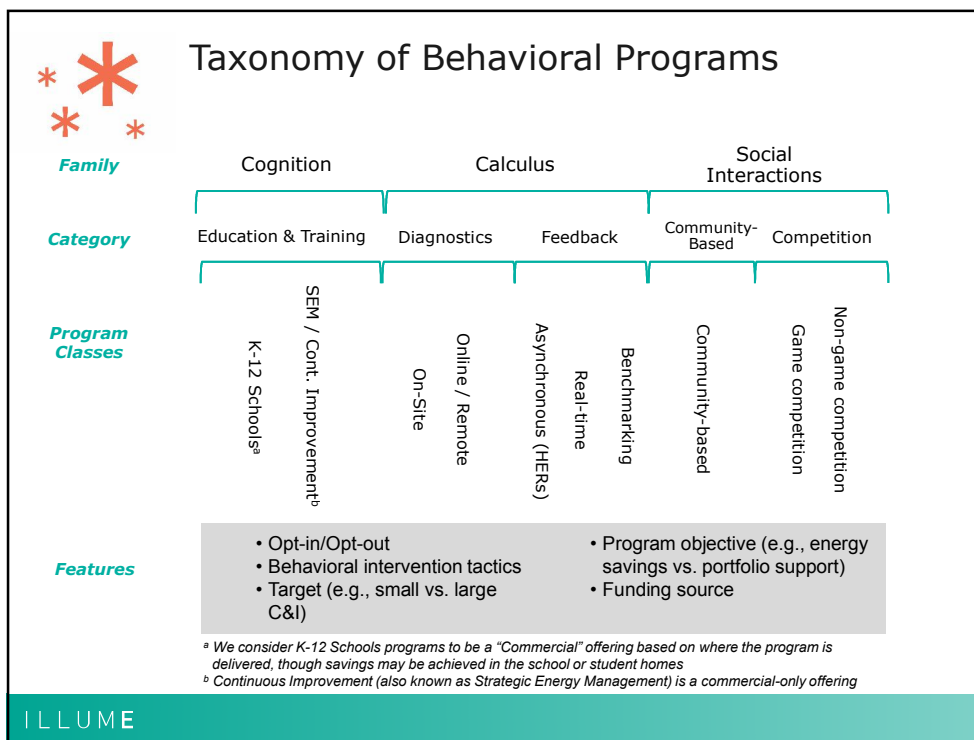 Taxonomy of Behavioral Programs
Family
Cognition
Calculus
Social
Interactions
Category
Education & Training
Diagnostics
Feedback
Community-
Based
Competition
Program
Classes
K-12 Schoolsᵃ
SEM / Cont. Improvementᵇ
On-Site
Online / Remote
Asynchronous (HERs)
Real-time
Benchmarking
Community-based
Game competition
Non-game competition
Features
• Opt-in/Opt-out
• Behavioral intervention tactics
• Target (e.g., small vs. large
C&I)
• Program objective (e.g., energy
savings vs. portfolio support)
• Funding source
ᵃ We consider K-12 Schools programs to be a “Commercial” offering based on where the program is
delivered, though savings may be achieved in the school or student homes
ᵇ Continuous Improvement (also known as Strategic Energy Management) is a commercial-only offering
ILLUME